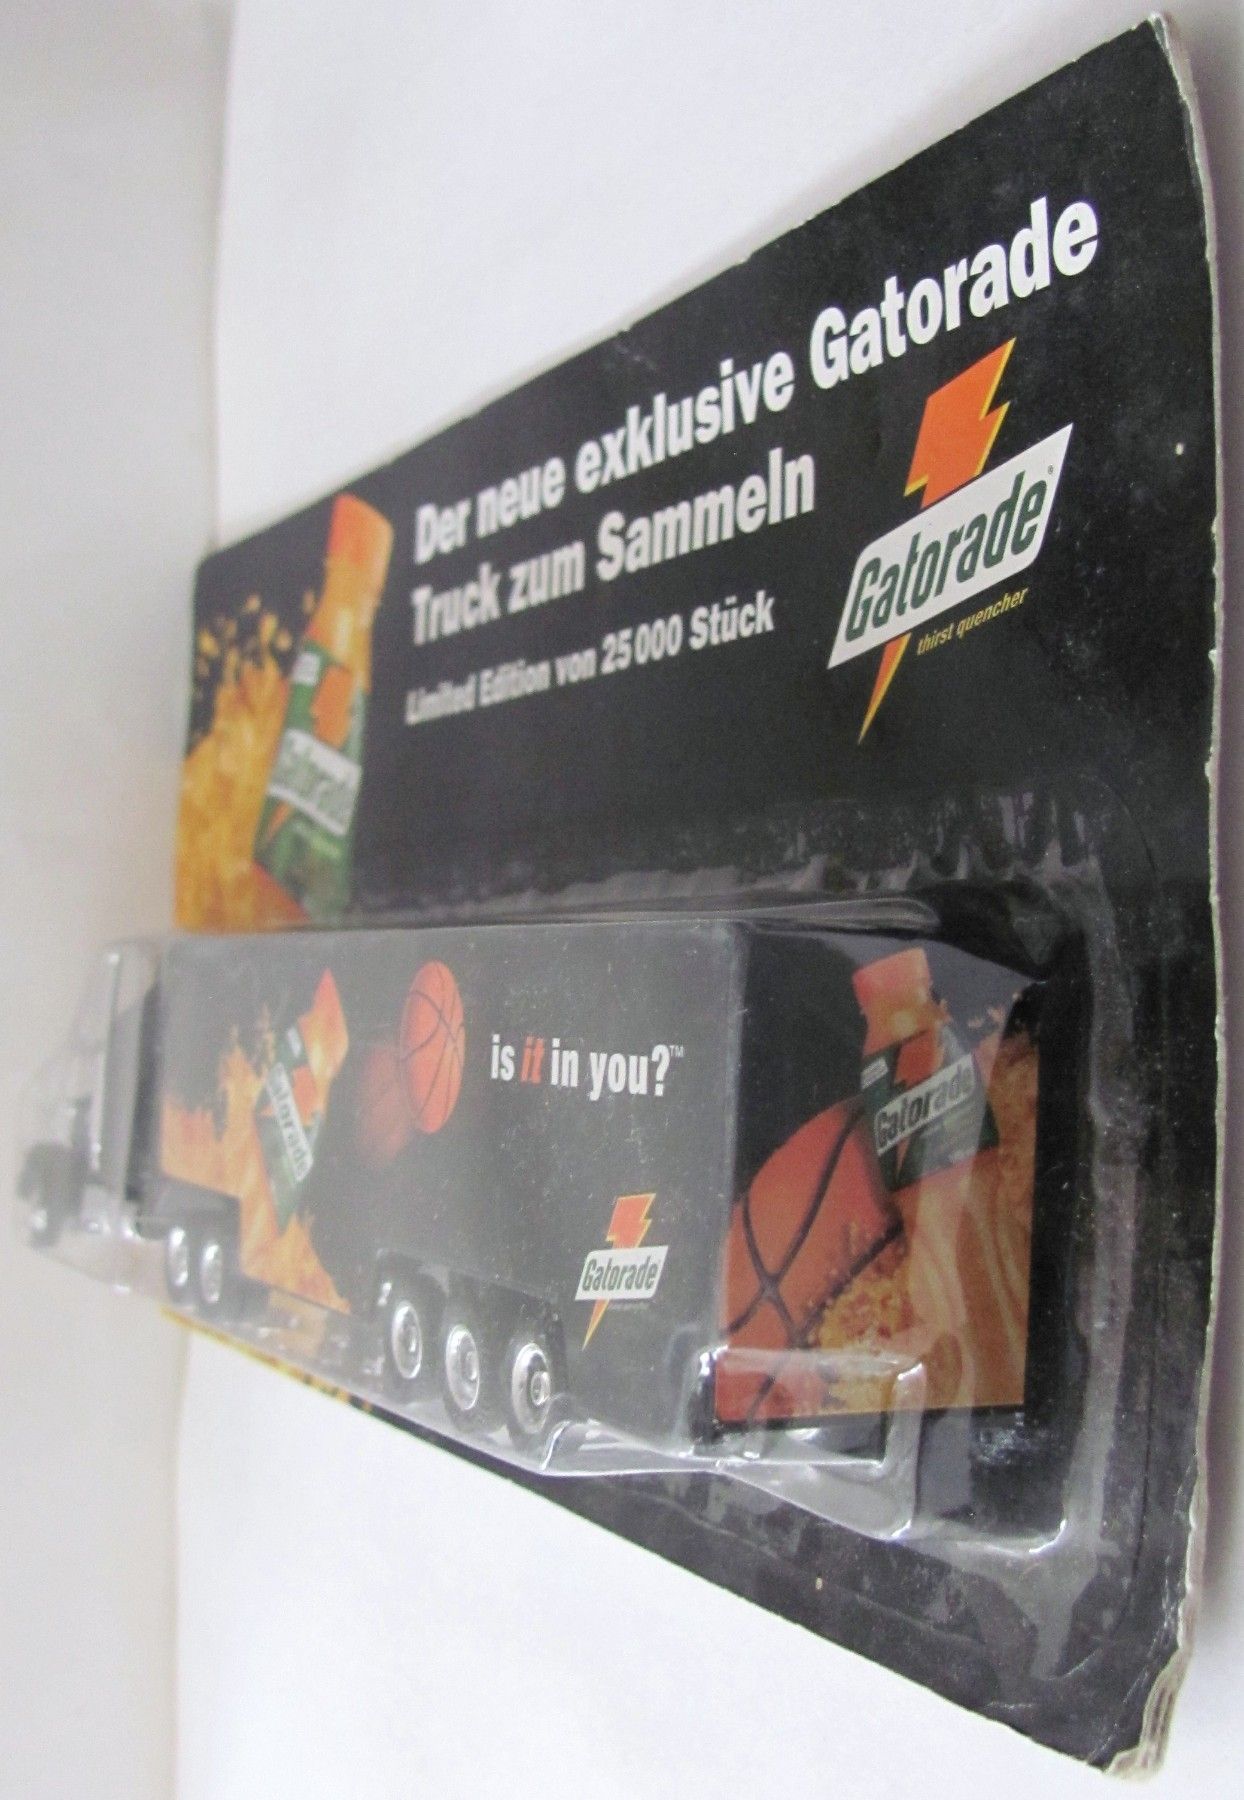 Der neue exklusive Gatorade
Truck zum Sammeln
Limited Edition von 25 000 Stück
Gatorade®
thirst quencher
Gatorade
is it in you?™
Gatorade
Gatorade
Gatorade